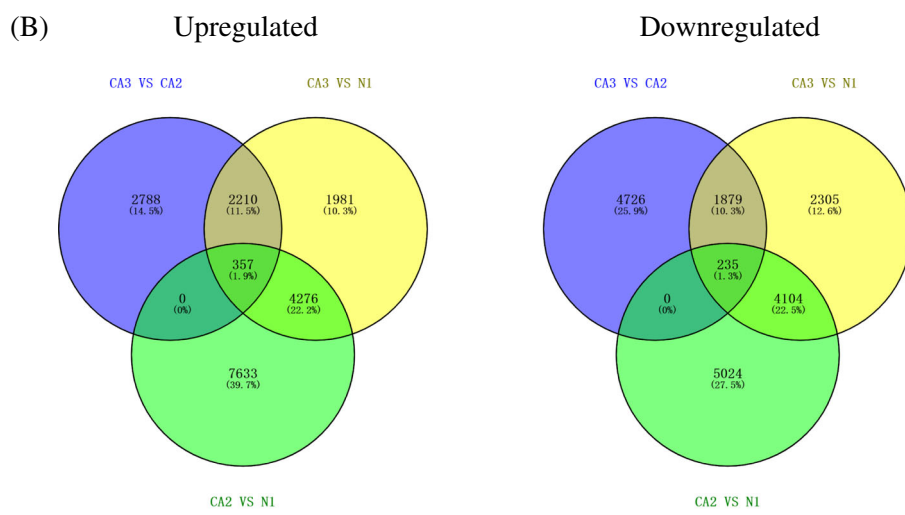 (B) Upregulated Downregulated
CA3 VS CA2 CA3 VS N1 CA3 VS CA2 CA3 VS N1
2788 2210 1981 4726 1879 2305
(14.5%) (11.5%) (10.3%) (25.9%) (10.3%) (12.6%)
357 235
(1.9%) (1.3%)
0 4276 0 4104
(0%) (22.2%) (0%) (22.5%)
7633 5024
(39.7%) (27.5%)
CA2 VS N1 CA2 VS N1